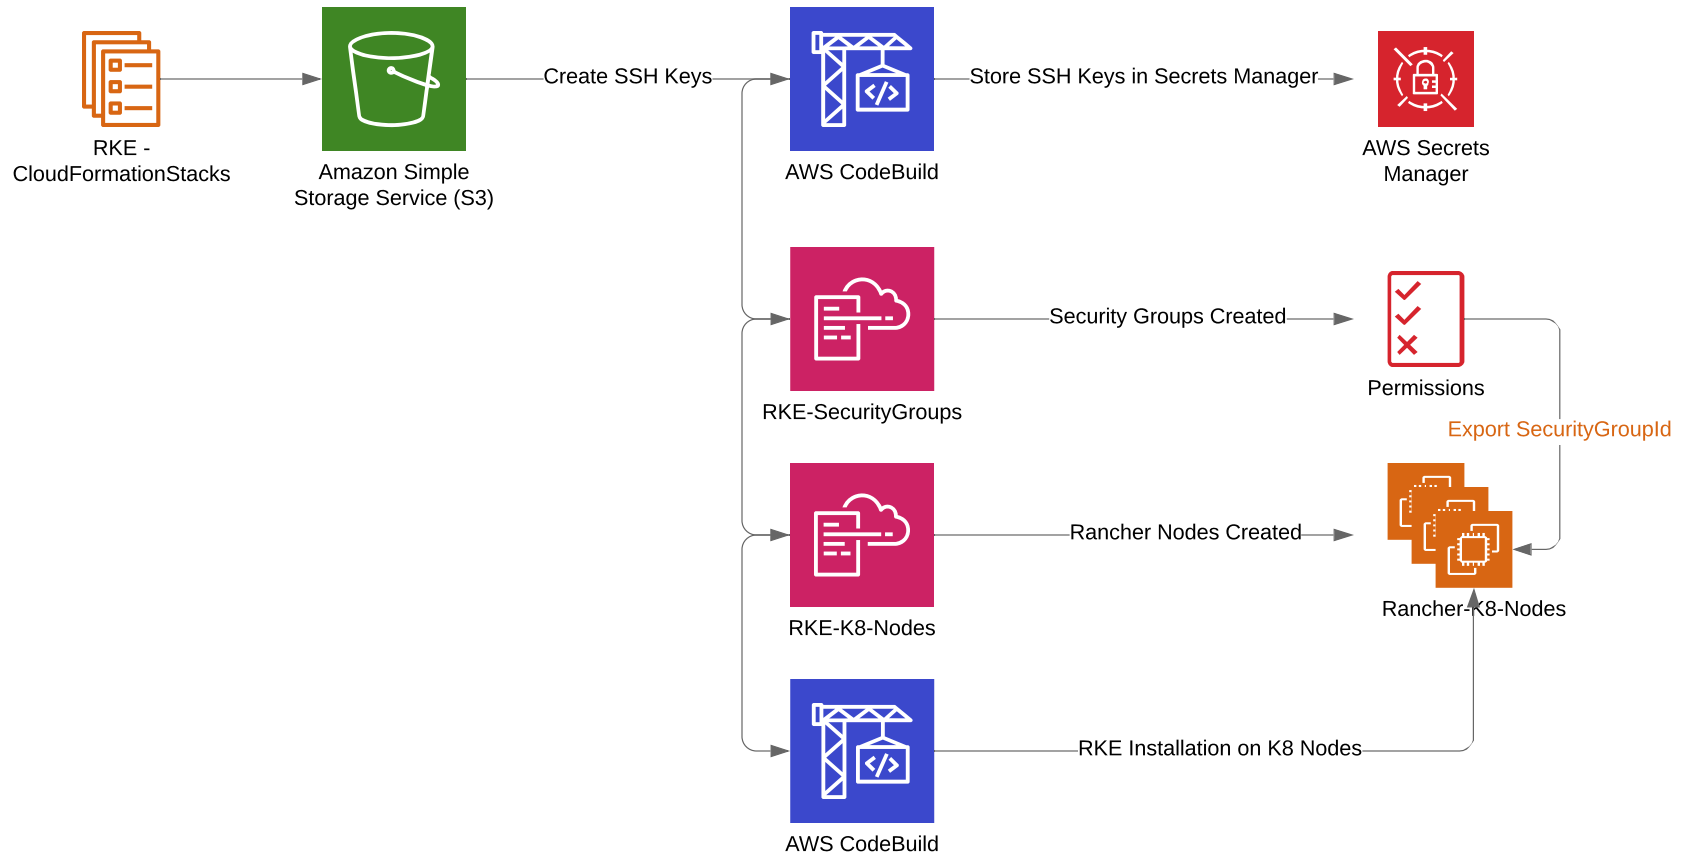 Create SSH Keys
Store SSH Keys in Secrets Manager
RKE -
CloudFormationStacks
Amazon Simple
Storage Service (S3)
AWS CodeBuild
AWS Secrets
Manager
Security Groups Created
Permissions
RKE-SecurityGroups
Export SecurityGroupId
Rancher Nodes Created
Rancher-K8-Nodes
RKE-K8-Nodes
RKE Installation on K8 Nodes
AWS CodeBuild